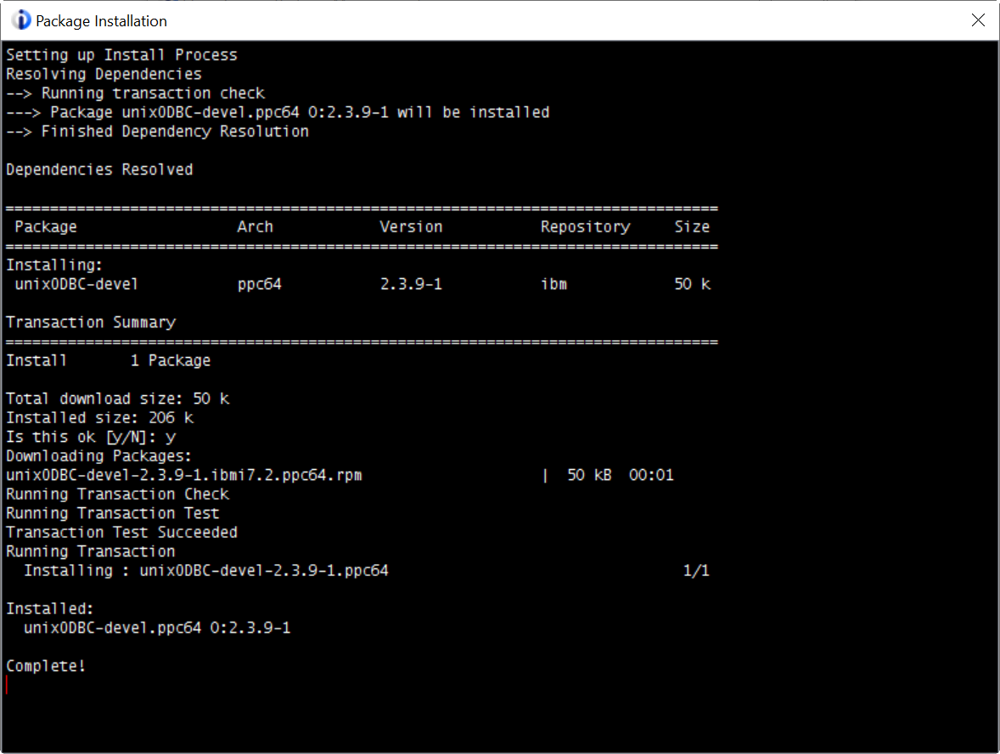 Package Installation
Setting up Install Process
Resolving Dependencies
--> Running transaction check
---> Package unixODBC-devel.ppc64 0:2.3.9-1 will be installed
--> Finished Dependency Resolution
Dependencies Resolved
================================================================================
Package Arch Version Repository Size
================================================================================
Installing:
unixODBC-devel ppc64 2.3.9-1 ibm 50 k
Transaction Summary
================================================================================
Install 1 Package
Total download size: 50 k
Installed size: 206 k
Is this ok [y/N]: y
Downloading Packages:
unixODBC-devel-2.3.9-1.ibmi7.2.ppc64.rpm | 50 kB 00:01
Running Transaction Check
Running Transaction Test
Transaction Test Succeeded
Running Transaction
Installing : unixODBC-devel-2.3.9-1.ppc64 1/1
Installed:
unixODBC-devel.ppc64 0:2.3.9-1
Complete!